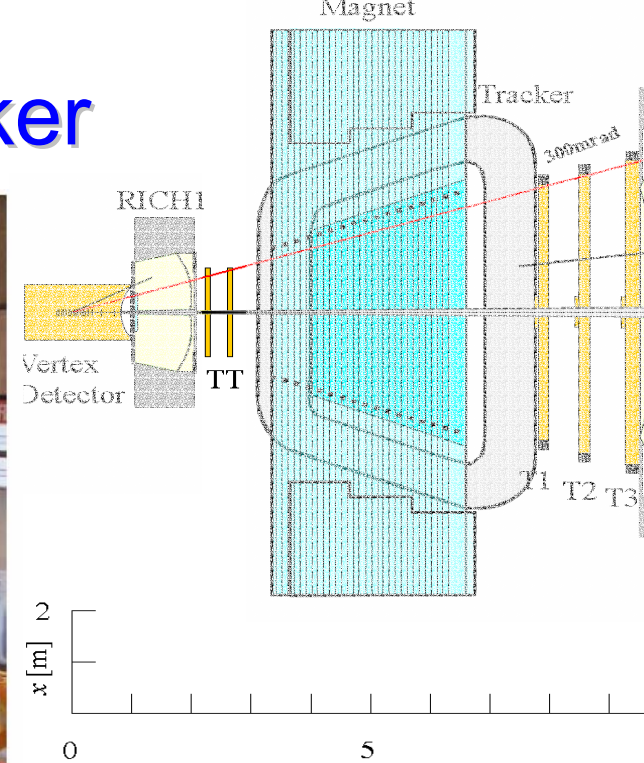 Magnet
ker
Tracker
300mrad
RICH1
Vertex
Detector
TT
T1
T2
T3
2
x [m]
0
5